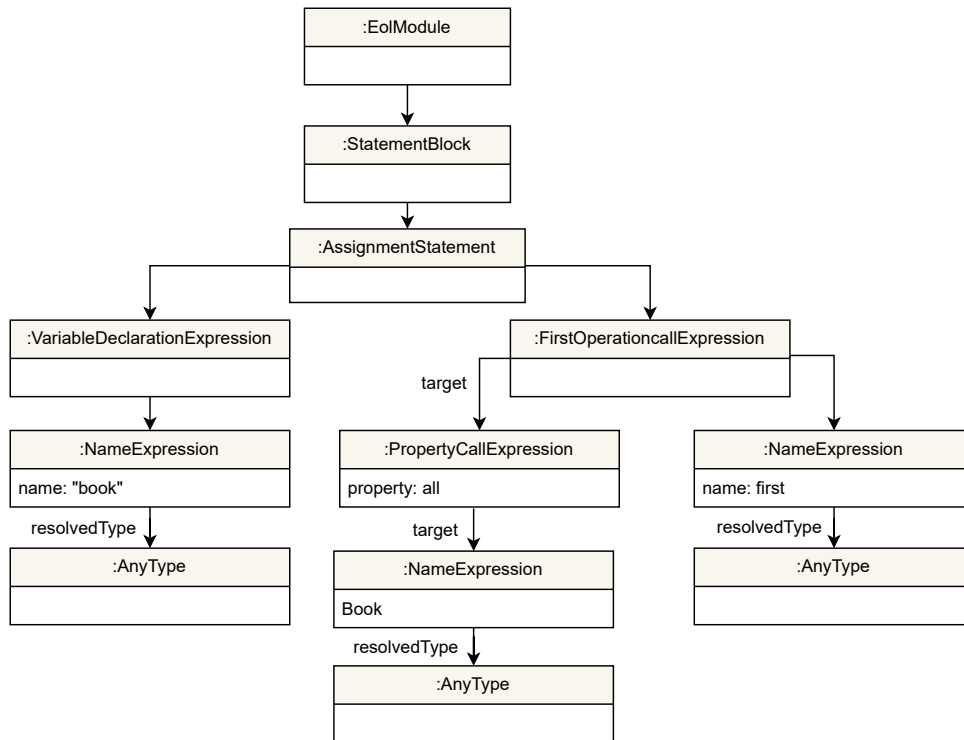 :EolModule
:StatementBlock
:AssignmentStatement
:VariableDeclarationExpression
:FirstOperationcallExpression
target
:NameExpression
name: "book"
:PropertyCallExpression
property: all
:NameExpression
name: first
resolvedType
target
resolvedType
:AnyType
:NameExpression
Book
:AnyType
resolvedType
:AnyType